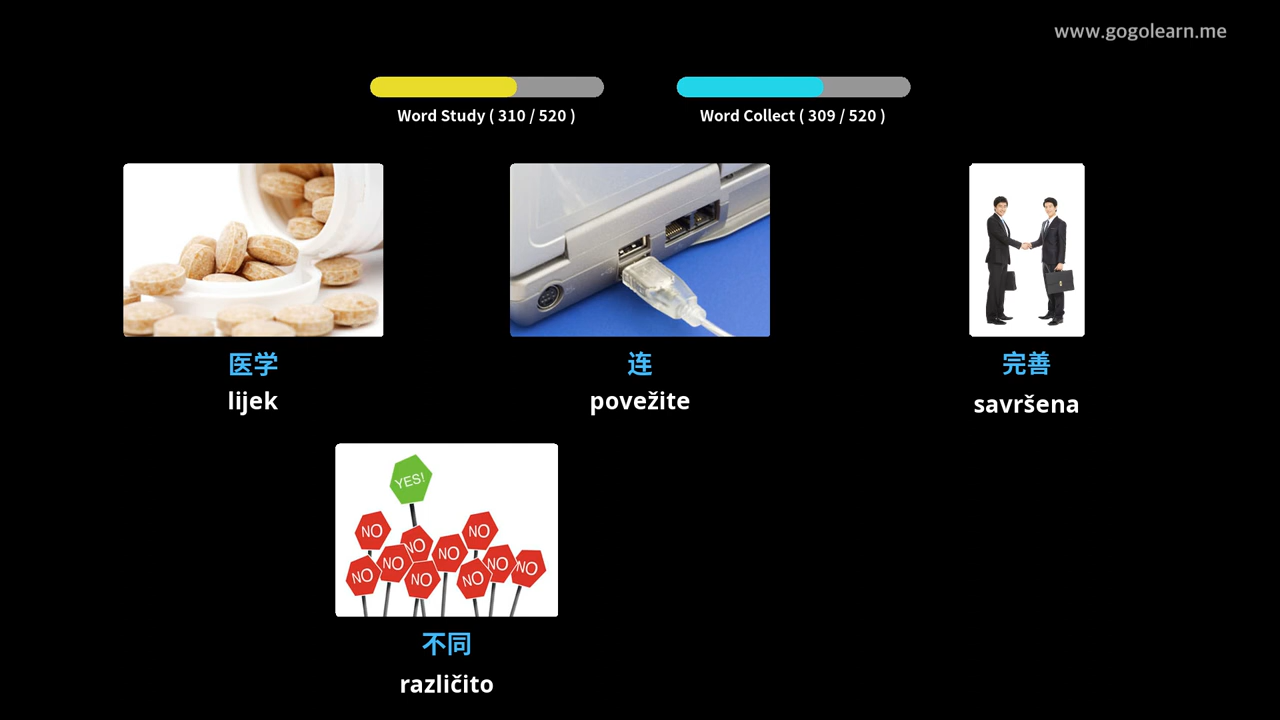 www.gogolearn.me
Word Study ( 310 / 520 )
Word Collect ( 309 / 520 )
医学
lijek
连
povežite
完善
savršena
YES!
NO
NO
NO
NO
NO
NO
NO
NO
NO
NO
不同
različito